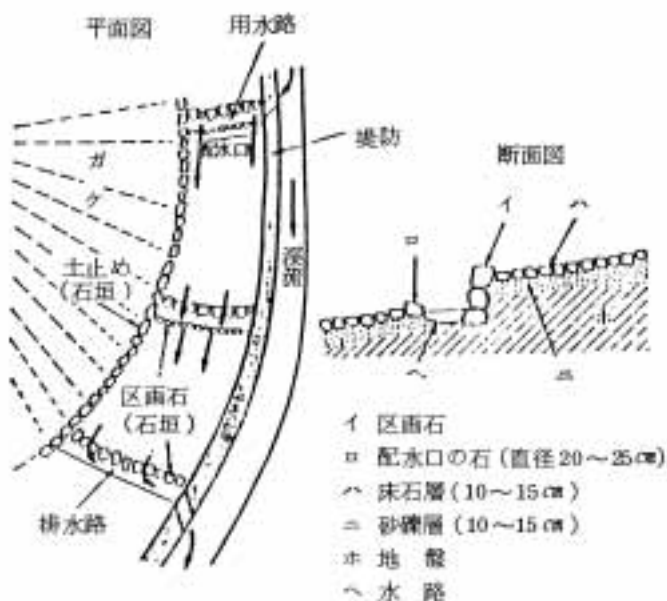 平面図
用水路
堤防
ガ
ケ
配水口
渓流
土止め
(石垣)
区画石
(石垣)
排水路
断面図
イ
ハ
ロ
ヘ
ニ
イ 区画石
ロ 配水口の石(直径20〜25㎝)
ハ 床石層(10〜15㎝)
ニ 砂礫層(10〜15㎝)
ホ 地盤
ヘ 水路